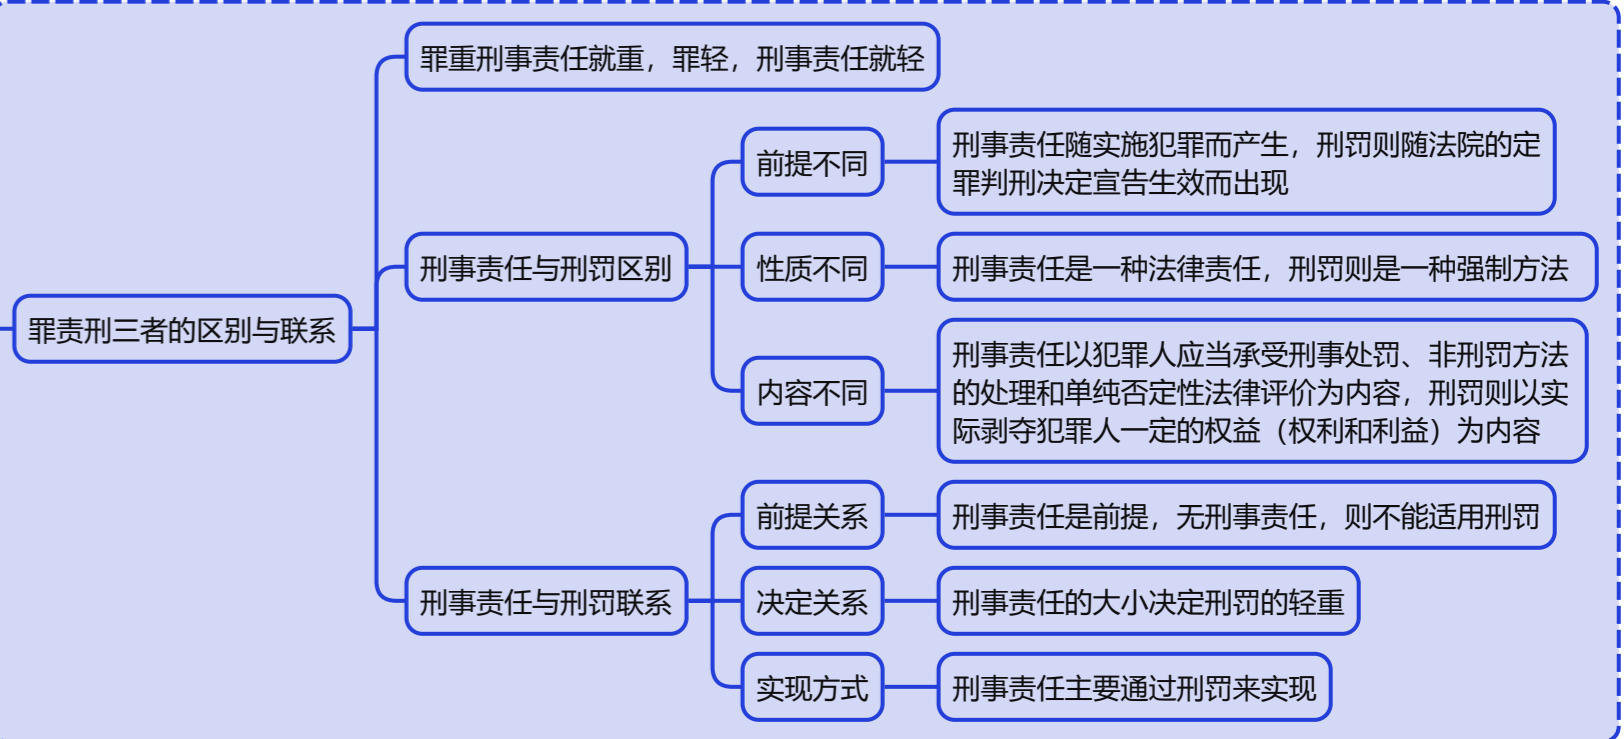 罪责刑三者的区别与联系
罪重刑事责任就重，罪轻，刑事责任就轻
刑事责任与刑罚区别
前提不同
刑事责任随实施犯罪而产生，刑罚则随法院的定
罪判刑决定宣告生效而出现
性质不同
刑事责任是一种法律责任，刑罚则是一种强制方法
内容不同
刑事责任以犯罪人应当承受刑事处罚、非刑罚方法
的处理和单纯否定性法律评价为内容，刑罚则以实
际剥夺犯罪人一定的权益（权利和利益）为内容
刑事责任与刑罚联系
前提关系
刑事责任是前提，无刑事责任，则不能适用刑罚
决定关系
刑事责任的大小决定刑罚的轻重
实现方式
刑事责任主要通过刑罚来实现